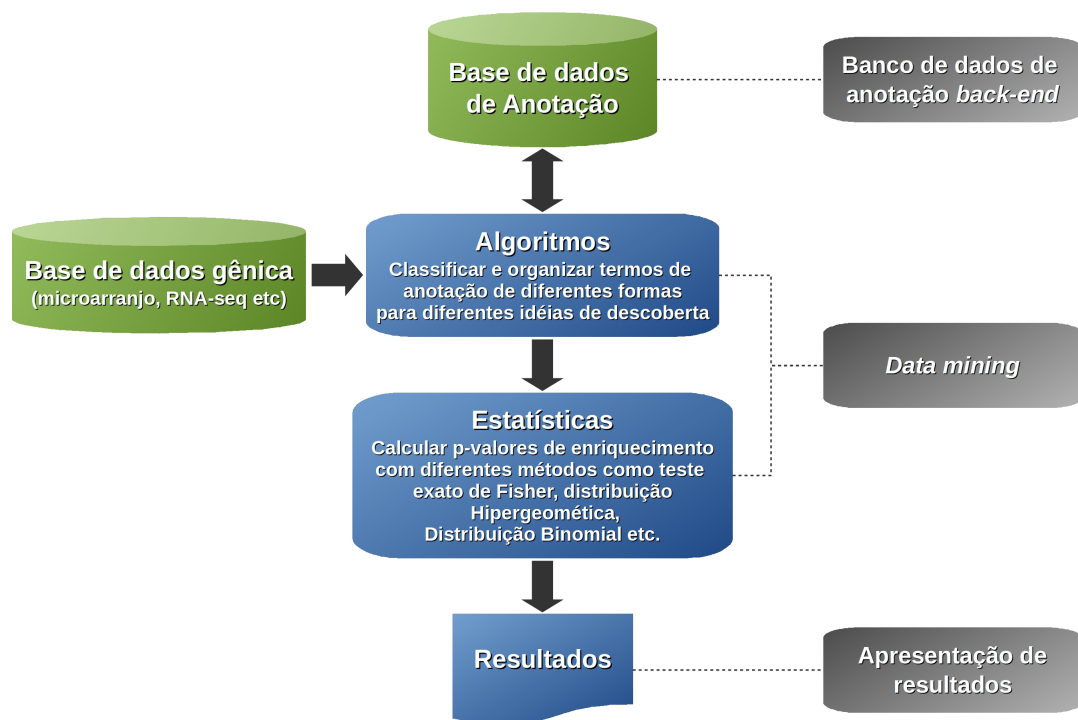 Base de dados
de Anotação
Banco de dados de
anotação back-end
Base de dados gênica
(microarranjo, RNA-seq etc)
Algoritmos
Classificar e organizar termos de
anotação de diferentes formas
para diferentes idéias de descoberta
Data mining
Estatísticas
Calcular p-valores de enriquecimento
com diferentes métodos como teste
exato de Fisher, distribuição
Hipergeomética,
Distribuição Binomial etc.
Resultados
Apresentação de
resultados